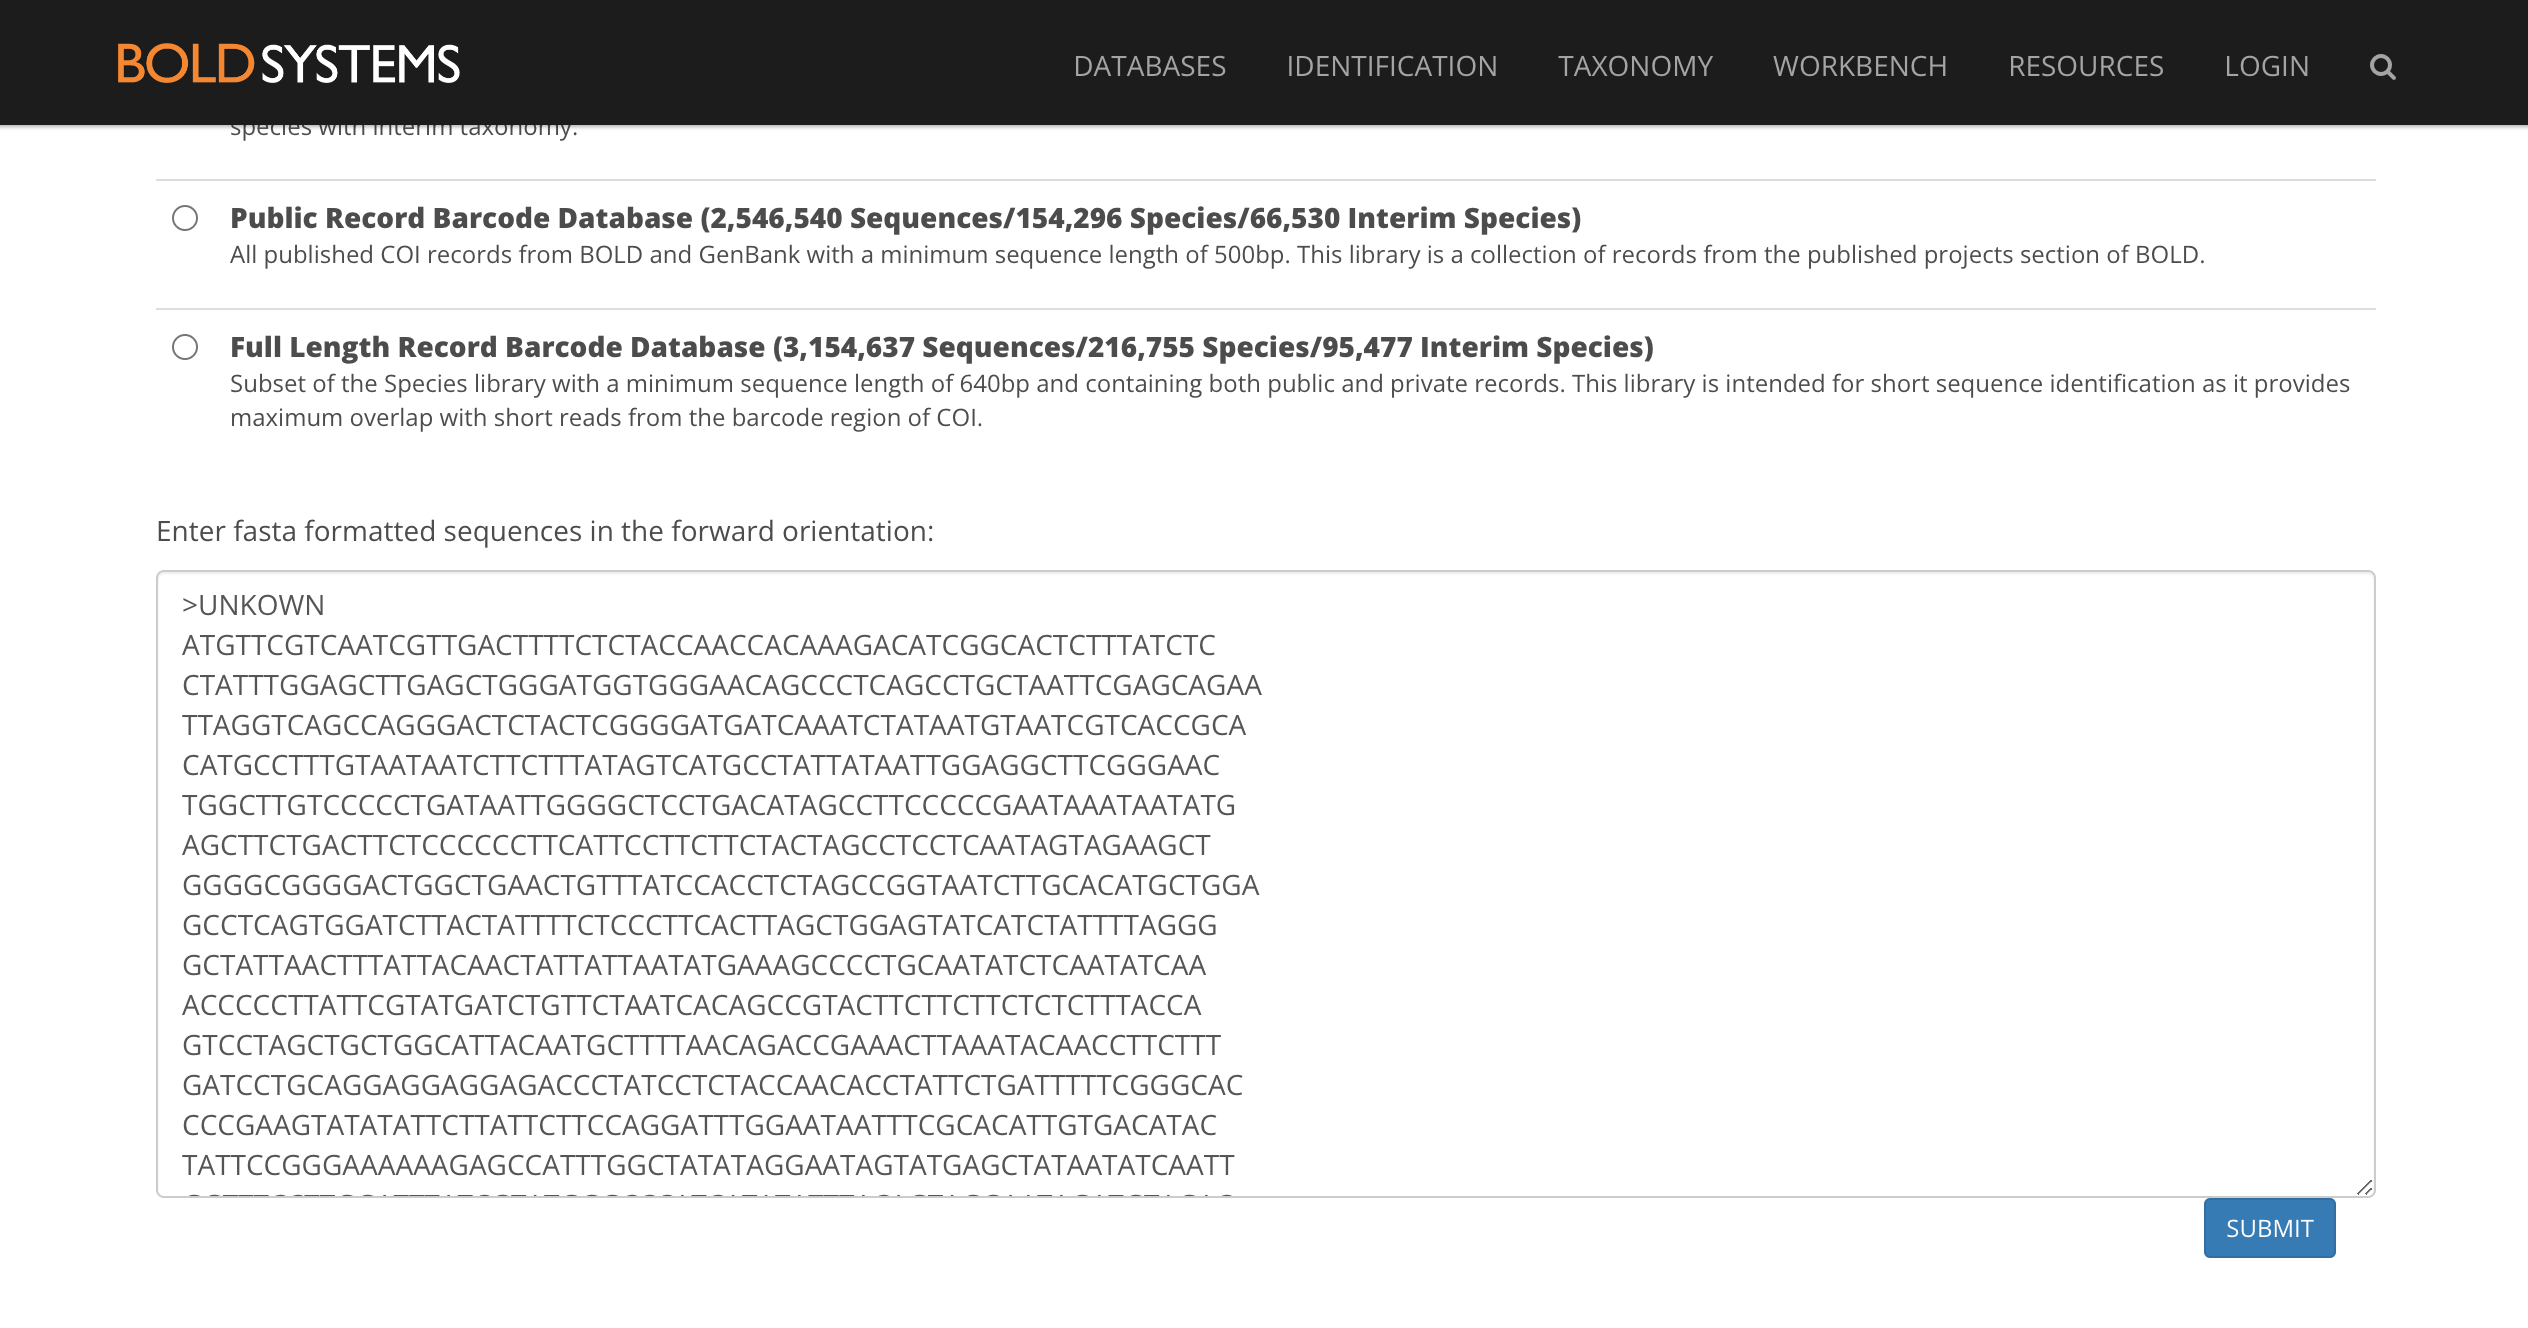 BOLDSYSTEMS
DATABASES IDENTIFICATION TAXONOMY WORKBENCH RESOURCES LOGIN
species with interim taxonomy.
Public Record Barcode Database (2,546,540 Sequences/154,296 Species/66,530 Interim Species)
All published COI records from BOLD and GenBank with a minimum sequence length of 500bp. This library is a collection of records from the published projects section of BOLD.
Full Length Record Barcode Database (3,154,637 Sequences/216,755 Species/95,477 Interim Species)
Subset of the Species library with a minimum sequence length of 640bp and containing both public and private records. This library is intended for short sequence identification as it provides
maximum overlap with short reads from the barcode region of COI.
Enter fasta formatted sequences in the forward orientation:
>UNKOWN
ATGTTCGTCAATCGTTGACTTTTCTCTACCAACCACAAAGACATCGGCACTCTTTATCTC
CTATTTGGAGCTTGAGCTGGGATGGTGGGAACAGCCCTCAGCCTGCTAATTCGAGCAGAA
TTAGGTCAGCCAGGGACTCTACTCGGGGATGATCAAATCTATAATGTAATCGTCACCGCA
CATGCCTTTGTAATAATCTTCTTTATAGTCATGCCTATTATAATTGGAGGCTTCGGGAAC
TGGCTTGTCCCCCTGATAATTGGGGCTCCTGACATAGCCTTCCCCCGAATAAATAATATG
AGCTTCTGACTTCTCCCCCCTTCATTCCTTCTTCTACTAGCCTCCTCAATAGTAGAAGCT
GGGGCGGGGACTGGCTGAACTGTTTATCCACCTCTAGCCGGTAATCTTGCACATGCTGGA
GCCTCAGTGGATCTTACTATTTTCTCCCTTCACTTAGCTGGAGTATCATCTATTTTAGGG
GCTATTAACTTTATTACAACTATTATTAATATGAAAGCCCCTGCAATATCTCAATATCAA
ACCCCCTTATTCGTATGATCTGTTCTAATCACAGCCGTACTTCTTCTTCTCTCTTTACCA
GTCCTAGCTGCTGGCATTACAATGCTTTTAACAGACCGAAACTTAAATACAACCTTCTTT
GATCCTGCAGGAGGAGGAGACCCTATCCTCTACCAACACCTATTCTGATTTTTCGGGCAC
CCCGAAGTATATATTCTTATTCTTCCAGGATTTGGAATAATTTCGCACATTGTGACATAC
TATTCCGGGAAAAAAGAGCCATTTGGCTATATAGGAATAGTATGAGCTATAATATCAATT
SUBMIT